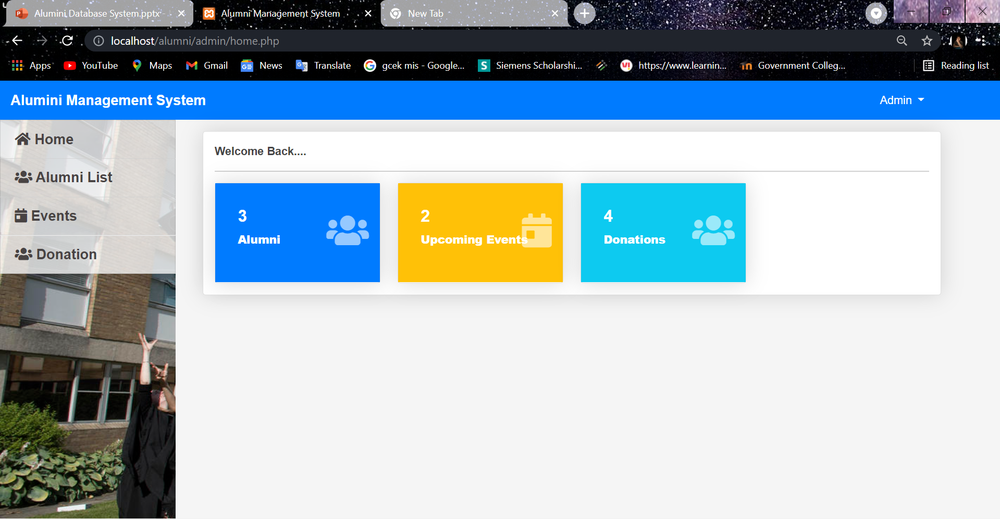 Alumini Database System.pptx -
Alumni Management System
New Tab
localhost/alumni/admin/home.php
Apps YouTube Maps Gmail News Translate gcek mis - Google... Siemens Scholarshi... https://www.learnin... Government Colleg... Reading list
Alumini Management System
Admin
Home
Alumni List
Events
Donation
Welcome Back....
3
Alumni
2
Upcoming Events
4
Donations